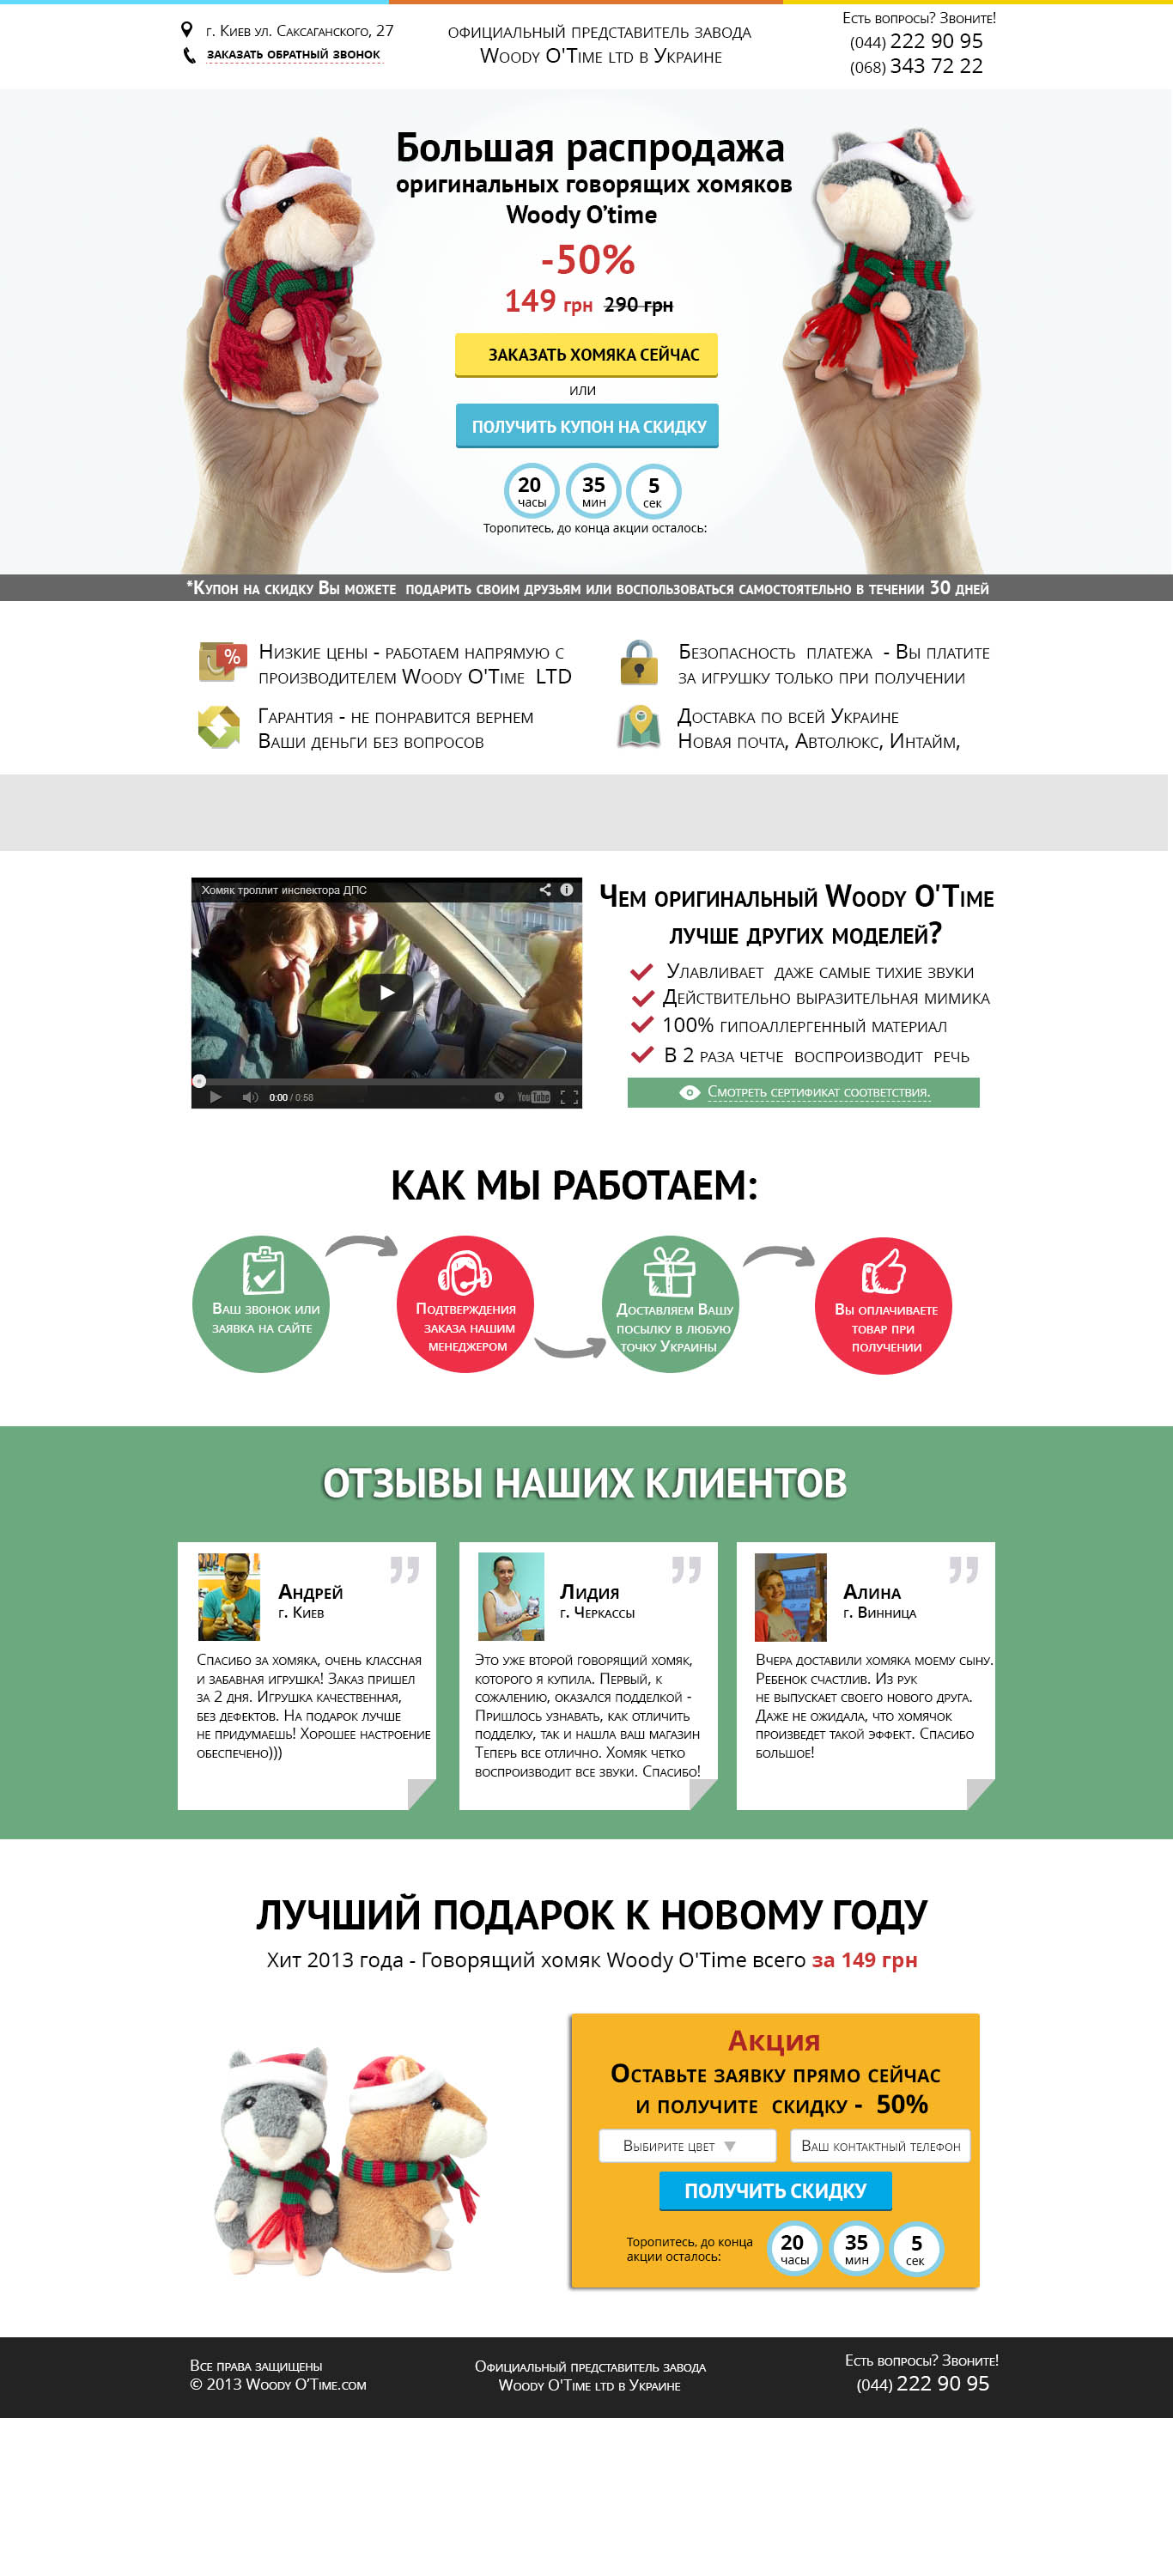 г. Киев ул. Саксаганского, 27
заказать обратный звонок
официальный представитель завода
Woody O'Time ltd в Украине
Есть вопросы? Звоните!
(044) 222 90 95
(068) 343 72 22
Большая распродажа
оригинальных говорящих хомяков
Woody O’time
-50%
149 грн 290 грн
ЗАКАЗАТЬ ХОМЯКА СЕЙЧАС
или
ПОЛУЧИТЬ КУПОН НА СКИДКУ
20 часы
35 мин
5 сек
Торопитесь, до конца акции осталось:
*Купон на скидку Вы можете подарить своим друзьям или воспользоваться самостоятельно в течении 30 дней
%
Низкие цены - работаем напрямую с
производителем Woody O'Time LTD
Безопасность платежа - Вы платите
за игрушку только при получении
Гарантия - не понравится вернем
Ваши деньги без вопросов
Доставка по всей Украине
Новая почта, Автолюкс, Интайм,
Хомяк троллит инспектора ДПС
0:00 / 0:58
YouTube
Чем оригинальный Woody O'Time
лучше других моделей?
Улавливает даже самые тихие звуки
Действительно выразительная мимика
100% гипоаллергенный материал
В 2 раза четче воспроизводит речь
Смотреть сертификат соответствия.
КАК МЫ РАБОТАЕМ:
Ваш звонок или
заявка на сайте
Подтверждения
заказа нашим
менеджером
Доставляем Вашу
посылку в любую
точку Украины
Вы оплачиваете
товар при
получении
ОТЗЫВЫ НАШИХ КЛИЕНТОВ
Андрей
г. Киев
Спасибо за хомяка, очень классная
и забавная игрушка! Заказ пришел
за 2 дня. Игрушка качественная,
без дефектов. На подарок лучше
не придумаешь! Хорошее настроение
обеспечено)))
Лидия
г. Черкассы
Это уже второй говорящий хомяк,
которого я купила. Первый, к
сожалению, оказался подделкой -
Пришлось узнавать, как отличить
подделку, так и нашла ваш магазин
Теперь все отлично. Хомяк четко
воспроизводит все звуки. Спасибо!
Алина
г. Винница
Вчера доставили хомяка моему сыну.
Ребенок счастлив. Из рук
не выпускает своего нового друга.
Даже не ожидала, что хомячок
произведет такой эффект. Спасибо
большое!
ЛУЧШИЙ ПОДАРОК К НОВОМУ ГОДУ
Хит 2013 года - Говорящий хомяк Woody O'Time всего за 149 грн
Акция
Оставьте заявку прямо сейчас
и получите скидку - 50%
Выбирите цвет
Ваш контактный телефон
ПОЛУЧИТЬ СКИДКУ
Торопитесь, до конца
акции осталось:
20 часы
35 мин
5 сек
Все права защищены
© 2013 Woody O’Time.com
Официальный представитель завода
Woody O'Time ltd в Украине
Есть вопросы? Звоните!
(044) 222 90 95